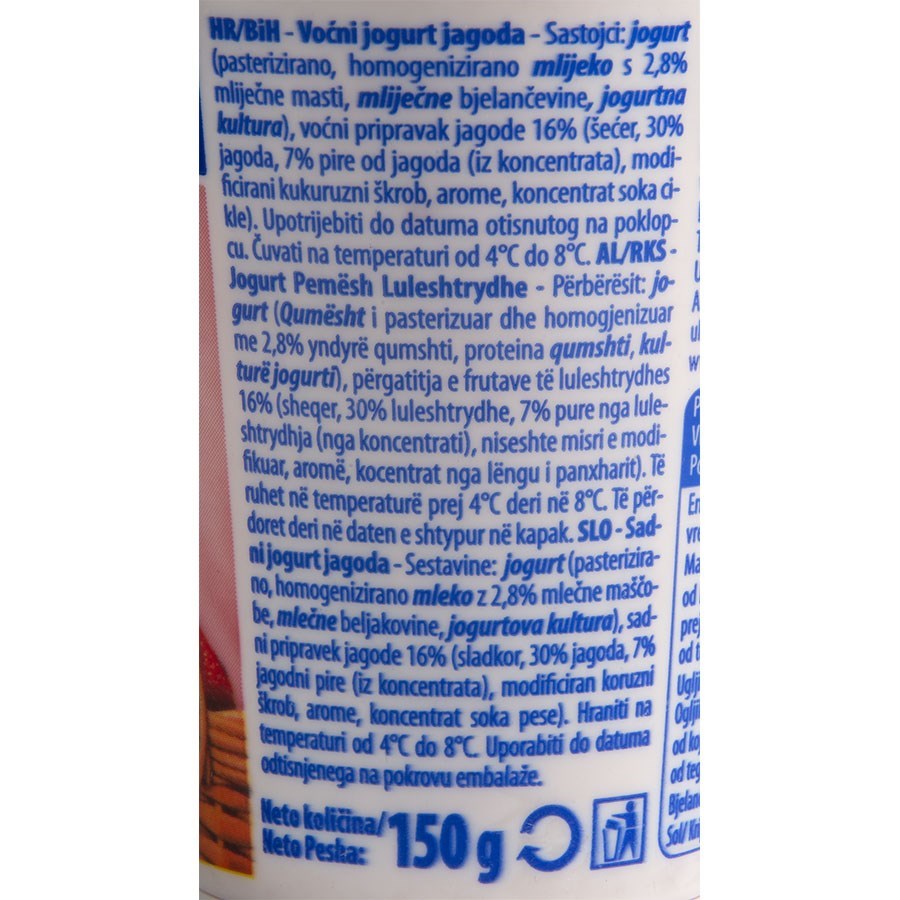 HR/BiH - Voćni jogurt jagoda - Sastojci: jogurt
(pasterizirano, homogenizirano mlijeko s 2,8%
mliječne masti, mliječne bjelančevine, jogurtna
kultura), voćni pripravak jagode 16% (šećer, 30%
jagoda, 7% pire od jagoda (iz koncentrata), modi-
ficirani kukuruzni škrob, arome, koncentrat soka ci-
kle). Upotrijebiti do datuma otisnutog na poklop-
cu. Čuvati na temperaturi od 4°C do 8°C. AL/RKS -
Jogurt Pemësh Luleshtrydhe - Përbërësit: jo-
gurt (Qumësht i pasterizuar dhe homogjenizuar
me 2,8% yndyrë qumshti, proteina qumshti, kul-
turë jogurti), përgatitja e frutave të luleshtrydhes
16% (sheqer, 30% luleshtrydhe, 7% pure nga lule-
shtrydhja (nga koncentrati), niseshte misri e modi-
fikuar, aromë, kocentrat nga lëngu i panxharit). Të
ruhet në temperaturë prej 4°C deri në 8°C. Të për-
doret deri në daten e shtypur në kapak. SLO - Sad-
ni jogurt jagoda - Sestavine: jogurt (pasterizira-
no, homogenizirano mleko z 2,8% mlečne maščo-
be, mlečne beljakovine, jogurtova kultura), sad-
ni pripravek jagode 16% (sladkor, 30% jagoda, 7%
jagodni pire (iz koncentrata), modificiran koruzni
škrob, arome, koncentrat soka pese). Hraniti na
temperaturi od 4°C do 8°C. Uporabiti do datuma
odtisnjenega na pokrovu embalaže.
Neto količina/
Neto Pesha: 150 g